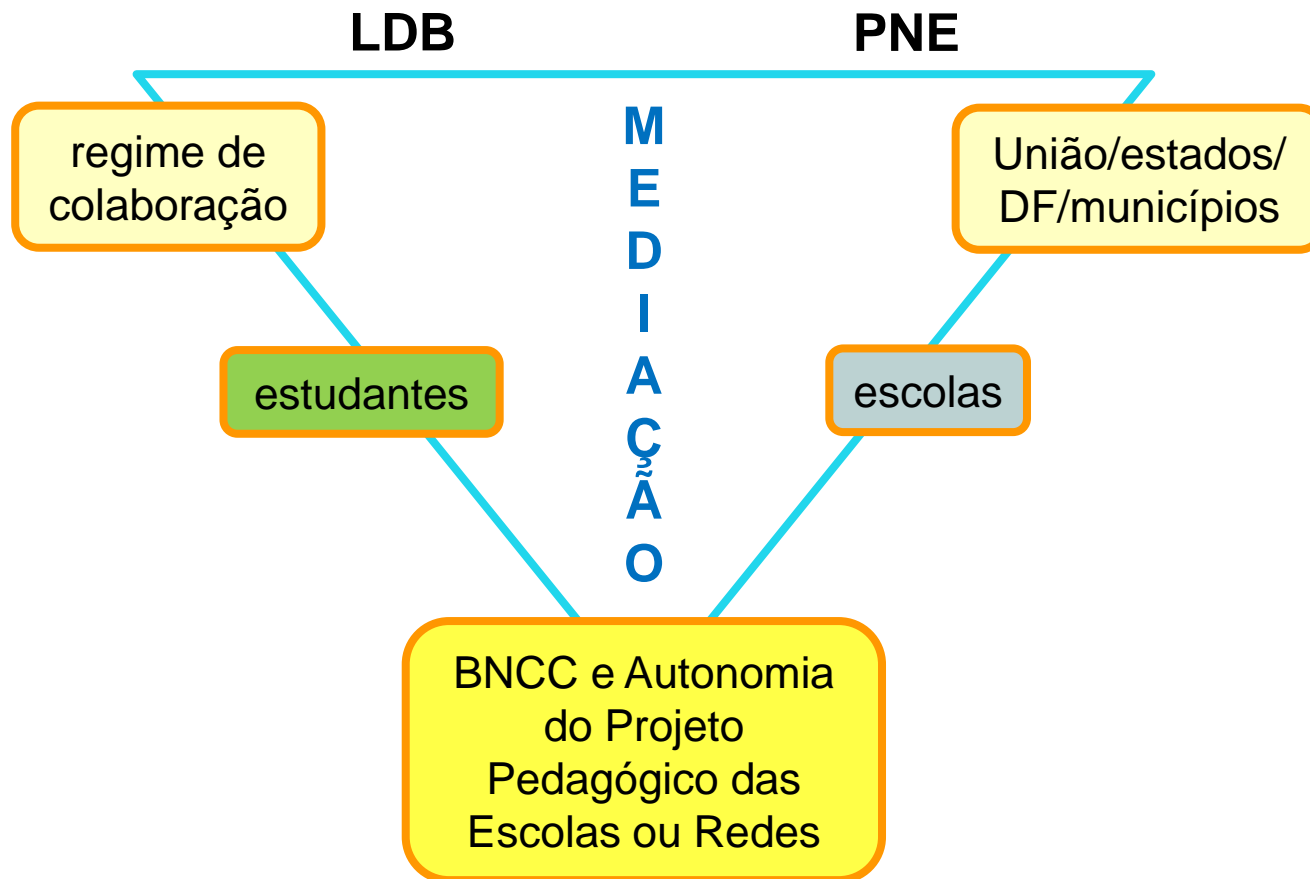 LDB PNE
regime de
colaboração
União/estados/
DF/municípios
MEDIAÇÃO
estudantes
escolas
BNCC e Autonomia
do Projeto
Pedagógico das
Escolas ou Redes